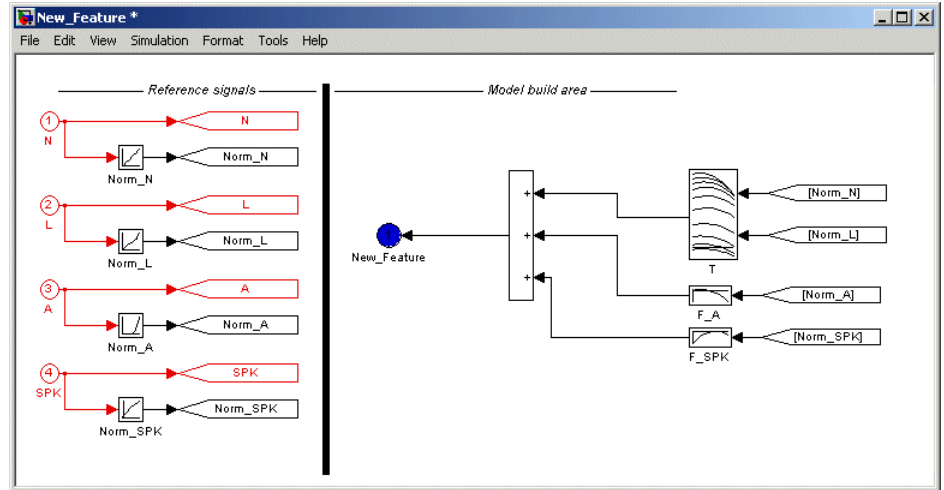 New_Feature *
File Edit View Simulation Format Tools Help
Reference signals
1
N
N
Norm_N
Norm_N
2
L
L
Norm_L
Norm_L
3
A
A
Norm_A
Norm_A
4
SPK
SPK
Norm_SPK
Norm_SPK
Model build area
New_Feature
+
+
+
T
[Norm_N]
[Norm_L]
F_A
[Norm_A]
F_SPK
[Norm_SPK]